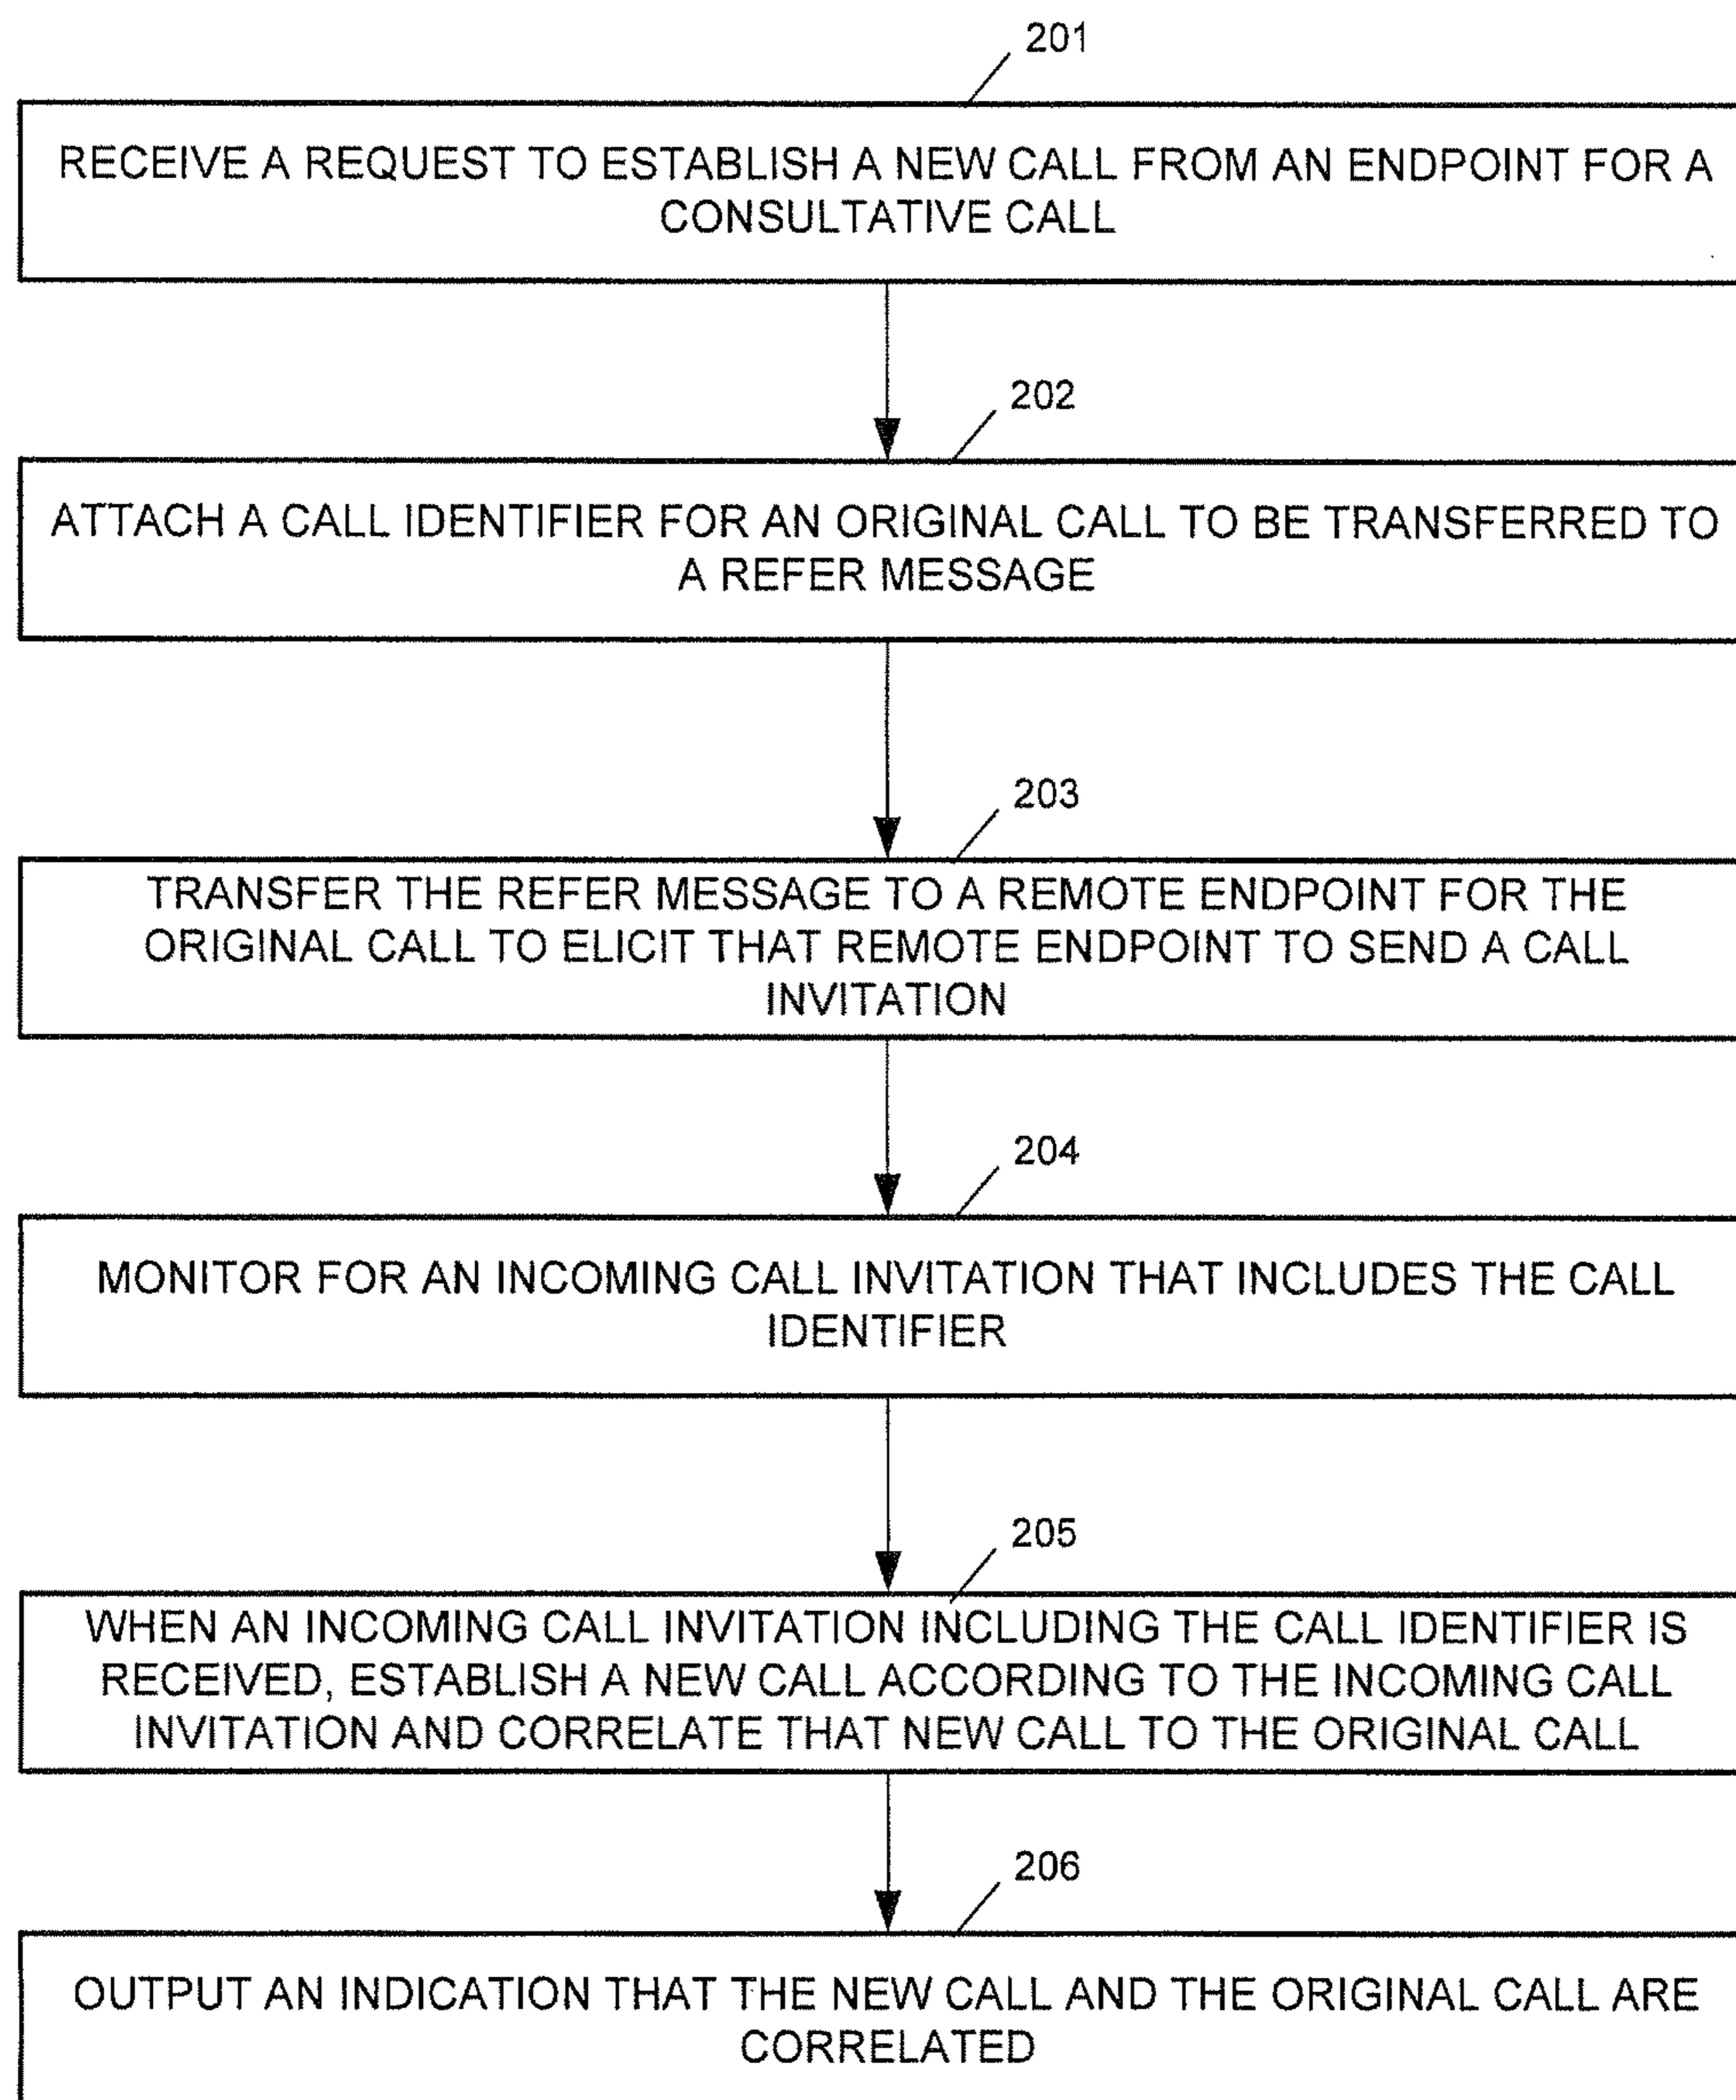 201
RECEIVE A REQUEST TO ESTABLISH A NEW CALL FROM AN ENDPOINT FOR A
CONSULTATIVE CALL
202
ATTACH A CALL IDENTIFIER FOR AN ORIGINAL CALL TO BE TRANSFERRED TO
A REFER MESSAGE
203
TRANSFER THE REFER MESSAGE TO A REMOTE ENDPOINT FOR THE
ORIGINAL CALL TO ELICIT THAT REMOTE ENDPOINT TO SEND A CALL
INVITATION
204
MONITOR FOR AN INCOMING CALL INVITATION THAT INCLUDES THE CALL
IDENTIFIER
205
WHEN AN INCOMING CALL INVITATION INCLUDING THE CALL IDENTIFIER IS
RECEIVED, ESTABLISH A NEW CALL ACCORDING TO THE INCOMING CALL
INVITATION AND CORRELATE THAT NEW CALL TO THE ORIGINAL CALL
206
OUTPUT AN INDICATION THAT THE NEW CALL AND THE ORIGINAL CALL ARE
CORRELATED